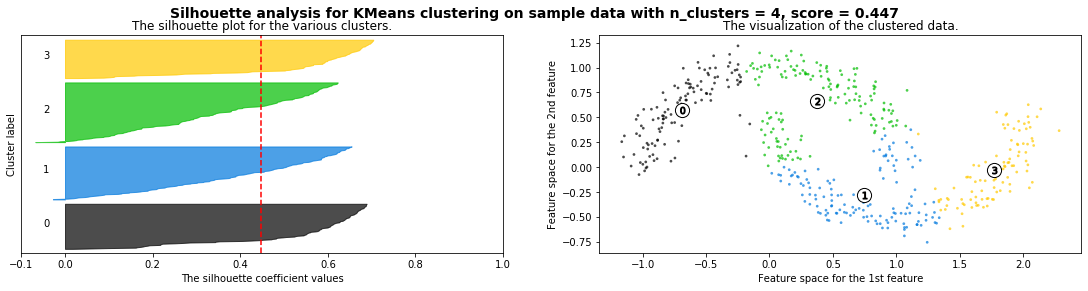 Silhouette analysis for KMeans clustering on sample data with n_clusters = 4, score = 0.447
The silhouette plot for the various clusters.
3
2
1
0
Cluster label
−0.1 0.0 0.2 0.4 0.6 0.8 1.0
The silhouette coefficient values
The visualization of the clustered data.
1.25
1.00
0.75
0.50
0.25
0.00
−0.25
−0.50
−0.75
Feature space for the 2nd feature
0
2
1
3
−1.0 −0.5 0.0 0.5 1.0 1.5 2.0
Feature space for the 1st feature